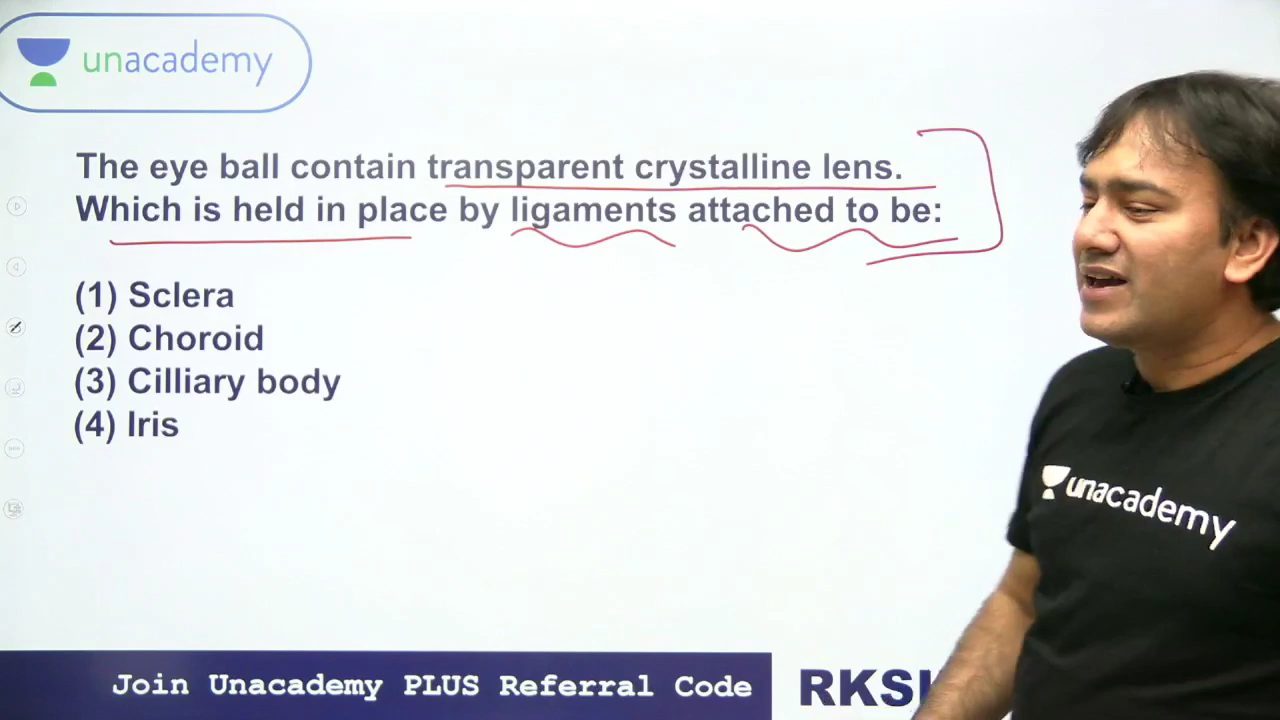 unacademy
The eye ball contain transparent crystalline lens.
Which is held in place by ligaments attached to be:
(1) Sclera
(2) Choroid
(3) Cilliary body
(4) Iris
unacademy
Join Unacademy PLUS Referral Code